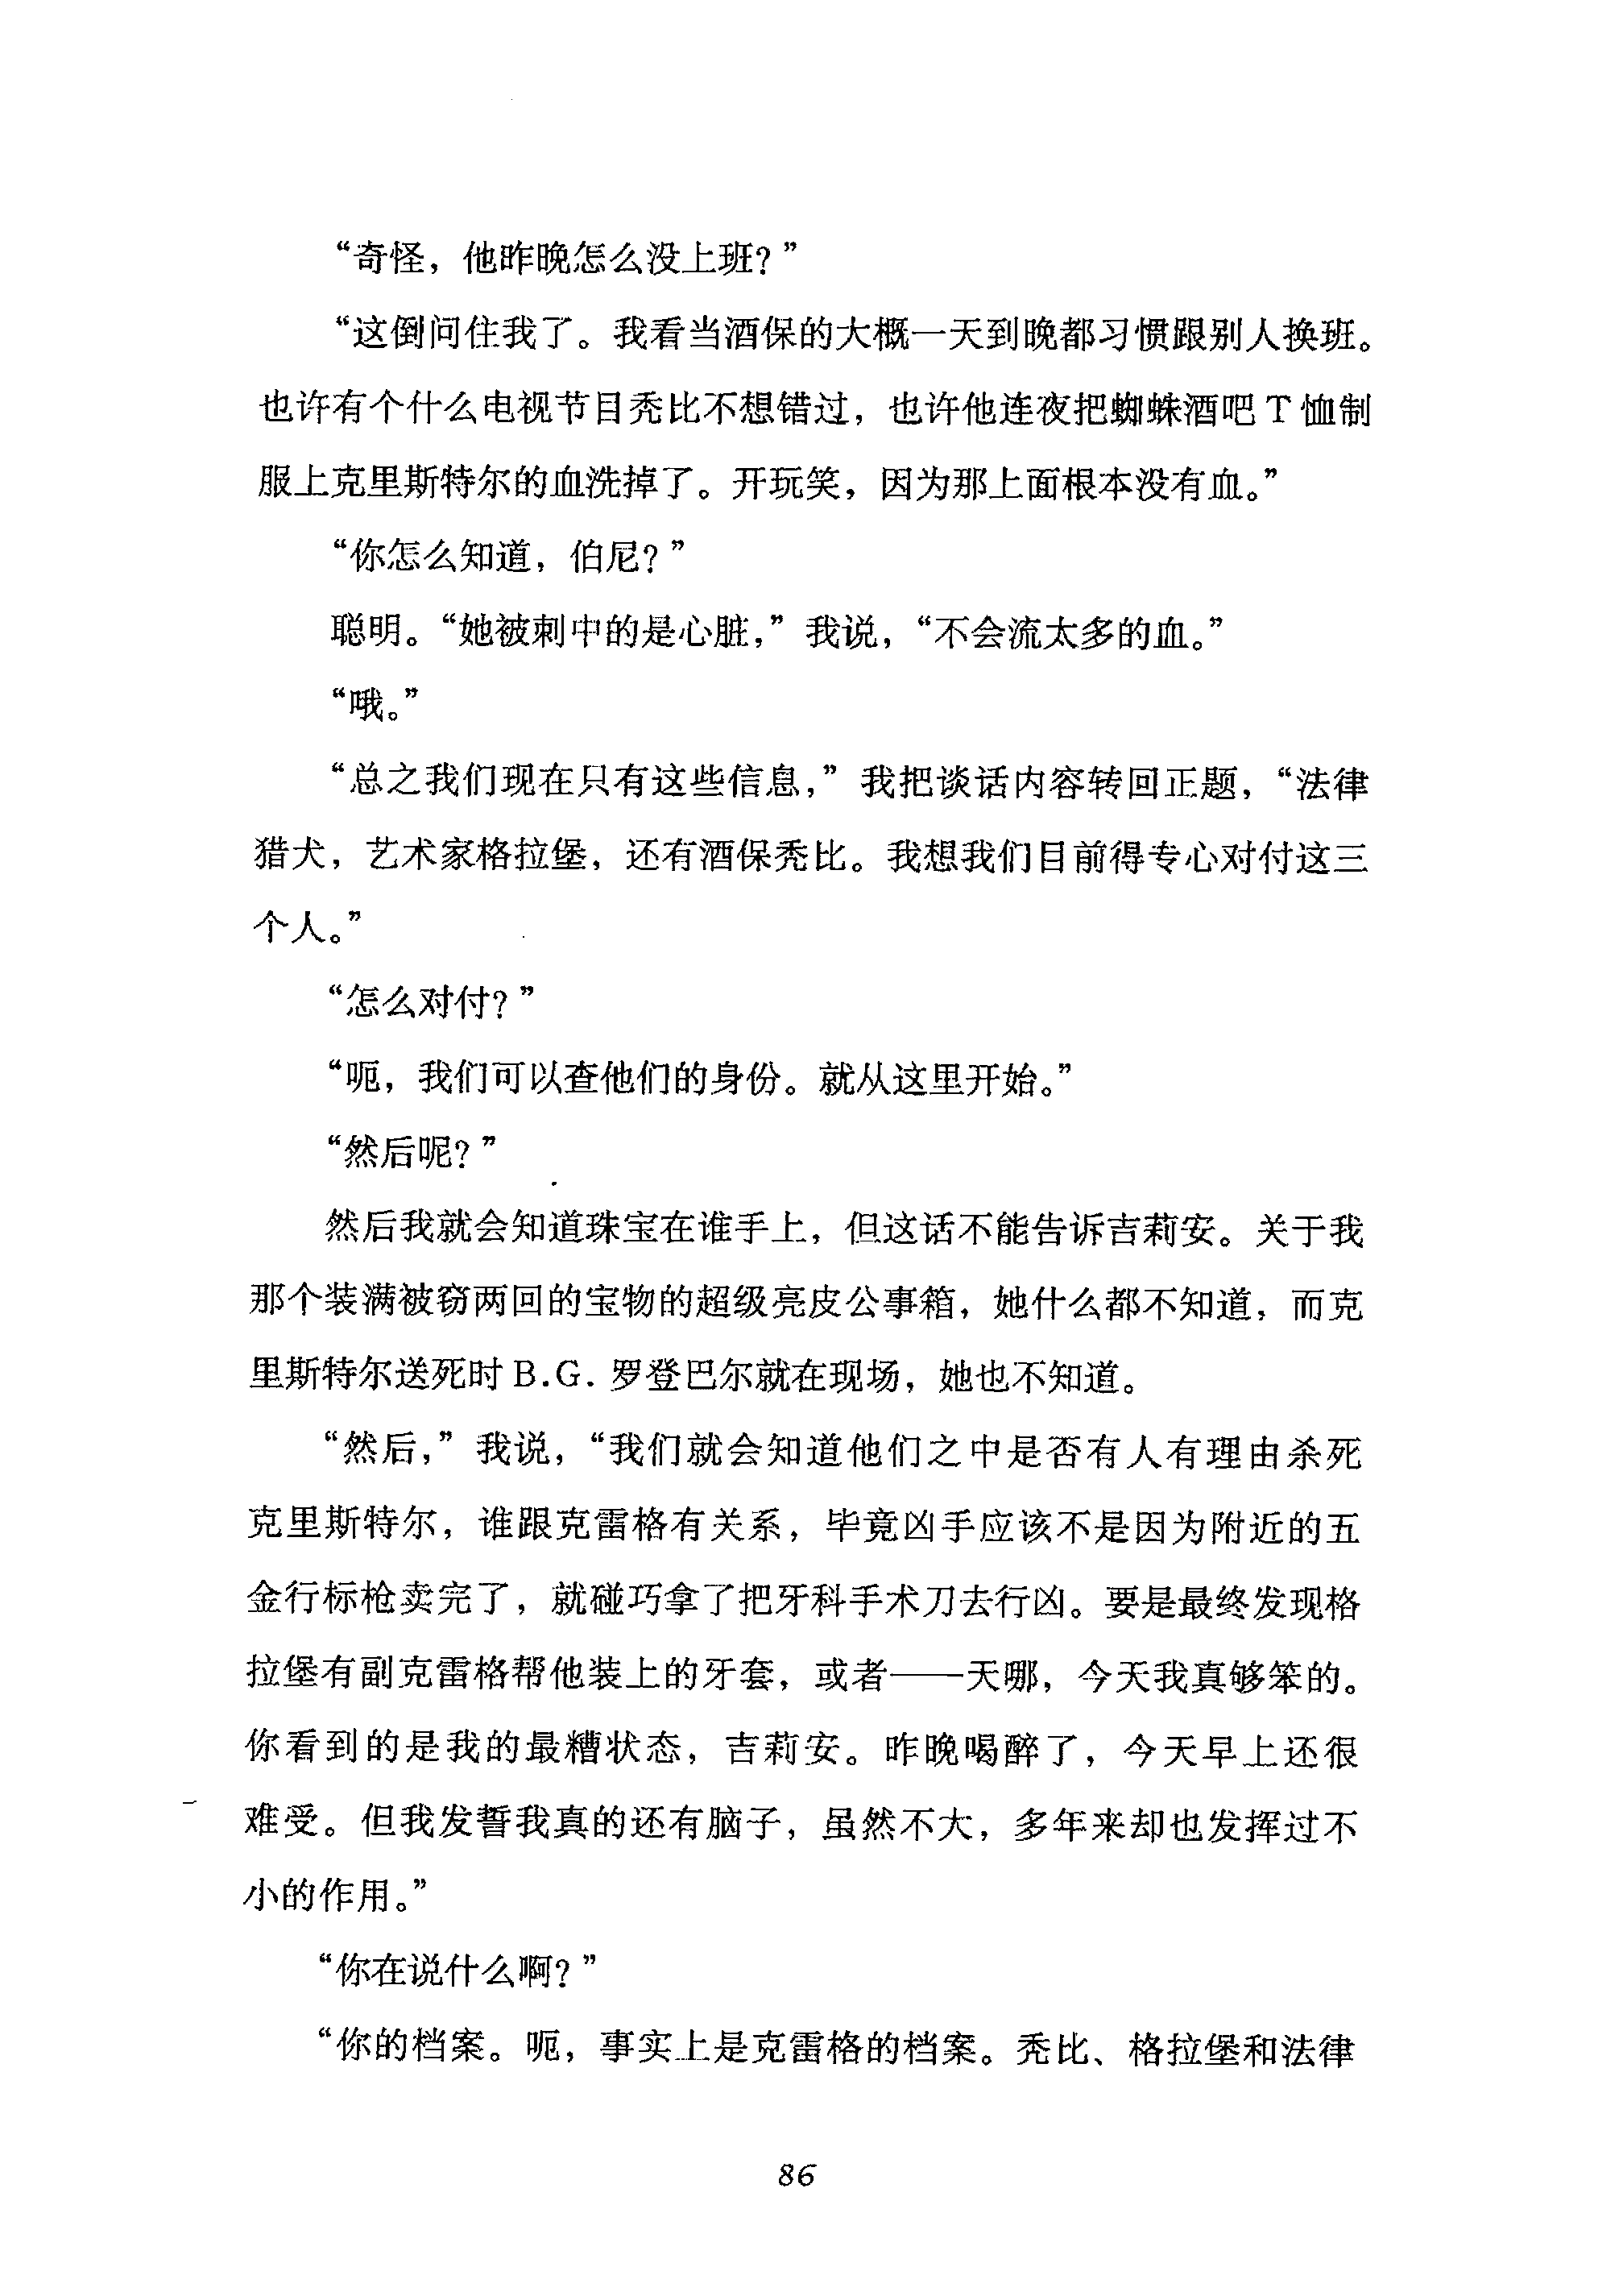 “奇怪，他昨晚怎么没上班？”
“这倒问住我了。我看当酒保的大概一天到晚都习惯跟别人换班。
也许有个什么电视节目秃比不想错过，也许他连夜把蜘蛛酒吧 T 恤制
服上克里斯特尔的血洗掉了。开玩笑，因为那上面根本没有血。”
“你怎么知道，伯尼？”
聪明。“她被刺中的是心脏，”我说，“不会流太多的血。”
“哦。”
“总之我们现在只有这些信息，”我把谈话内容转回正题，“法律
猎犬，艺术家格拉堡，还有酒保秃比。我想我们目前得专心对付这三
个人。”
“怎么对付？”
“呃，我们可以查他们的身份。就从这里开始。”
“然后呢？”
然后我就会知道珠宝在谁手上，但这话不能告诉吉莉安。关于我
那个装满被窃两回的宝物的超级亮皮公事箱，她什么都不知道，而克
里斯特尔送死时 B.G. 罗登巴尔就在现场，她也不知道。
“然后，”我说，“我们就会知道他们之中是否有人有理由杀死
克里斯特尔，谁跟克雷格有关系，毕竟凶手应该不是因为附近的五
金行标枪卖完了，就碰巧拿了把牙科手术刀去行凶。要是最终发现格
拉堡有副克雷格帮他装上的牙套，或者——天哪，今天我真够笨的。
你看到的是我的最糟状态，吉莉安。昨晚喝醉了，今天早上还很
难受。但我发誓我真的还有脑子，虽然不大，多年来却也发挥过不
小的作用。”
“你在说什么啊？”
“你的档案。呃，事实上是克雷格的档案。秃比、格拉堡和法律
86